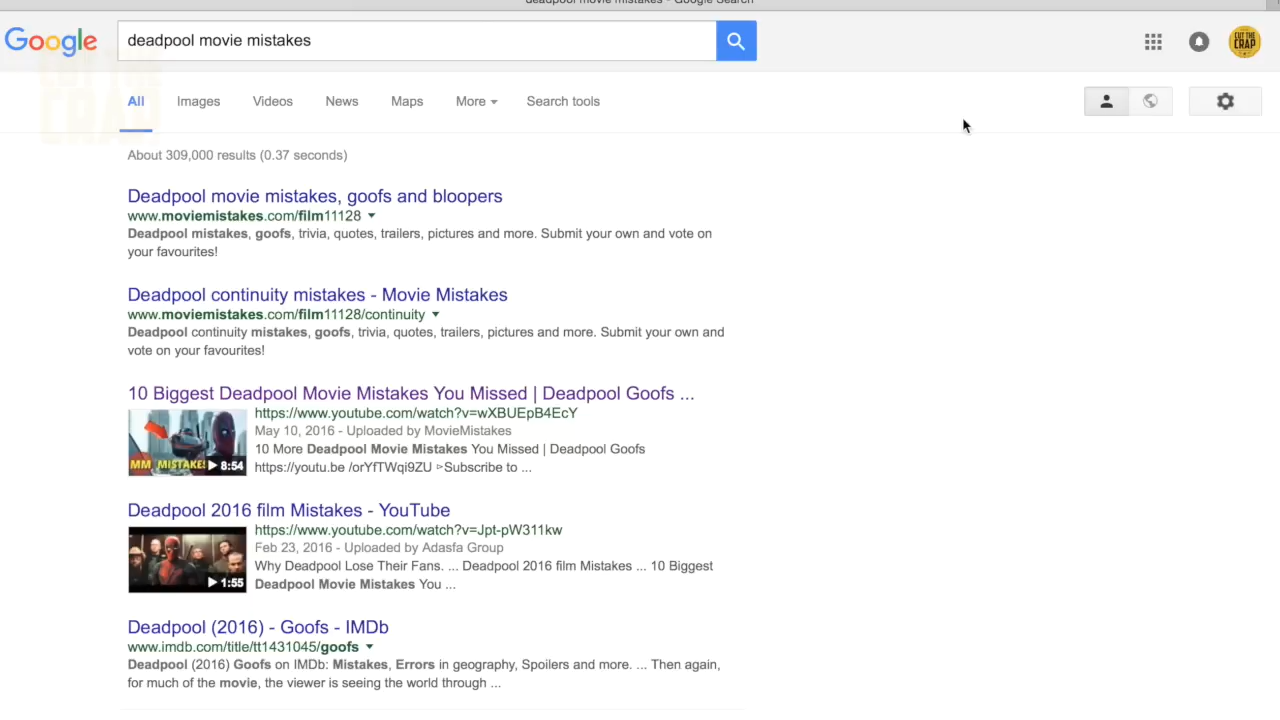 deadpool movie mistakes - Google Search
Google
deadpool movie mistakes
CUT THE
CRAP
All Images Videos News Maps More Search tools
About 309,000 results (0.37 seconds)
Deadpool movie mistakes, goofs and bloopers
www.moviemistakes.com/film11128
Deadpool mistakes, goofs, trivia, quotes, trailers, pictures and more. Submit your own and vote on
your favourites!
Deadpool continuity mistakes - Movie Mistakes
www.moviemistakes.com/film11128/continuity
Deadpool continuity mistakes, goofs, trivia, quotes, trailers, pictures and more. Submit your own and
vote on your favourites!
10 Biggest Deadpool Movie Mistakes You Missed | Deadpool Goofs ...
https://www.youtube.com/watch?v=wXBUEpB4EcY
May 10, 2016 - Uploaded by MovieMistakes
10 More Deadpool Movie Mistakes You Missed | Deadpool Goofs
https://youtu.be /orYfTWqi9ZU ▹Subscribe to ...
MM MISTAKES 8:54
Deadpool 2016 film Mistakes - YouTube
https://www.youtube.com/watch?v=Jpt-pW311kw
Feb 23, 2016 - Uploaded by Adasfa Group
Why Deadpool Lose Their Fans. ... Deadpool 2016 film Mistakes ... 10 Biggest
Deadpool Movie Mistakes You ...
1:55
Deadpool (2016) - Goofs - IMDb
www.imdb.com/title/tt1431045/goofs
Deadpool (2016) Goofs on IMDb: Mistakes, Errors in geography, Spoilers and more. ... Then again,
for much of the movie, the viewer is seeing the world through ...